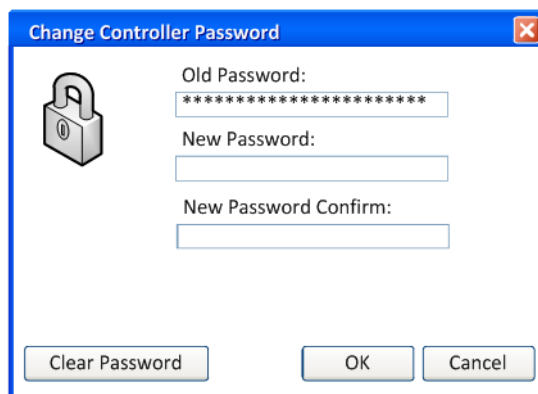 Change Controller Password
Old Password:
***********************
New Password:
New Password Confirm:
Clear Password OK Cancel